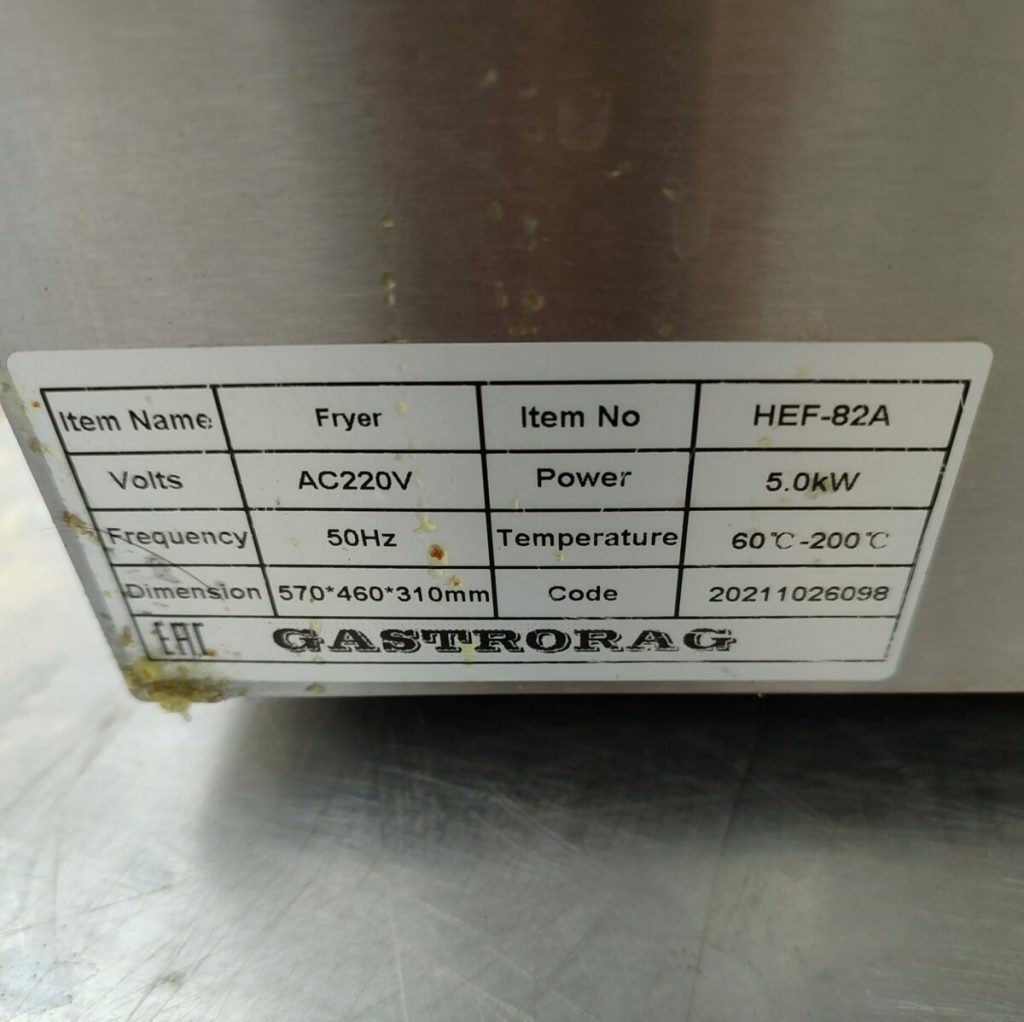 Item Name Fryer Item No HEF-82A
Volts AC220V Power 5.0kW
Frequency 50Hz Temperature 60℃-200℃
Dimension 570*460*310mm Code 20211026098
EAC GASTRORAG